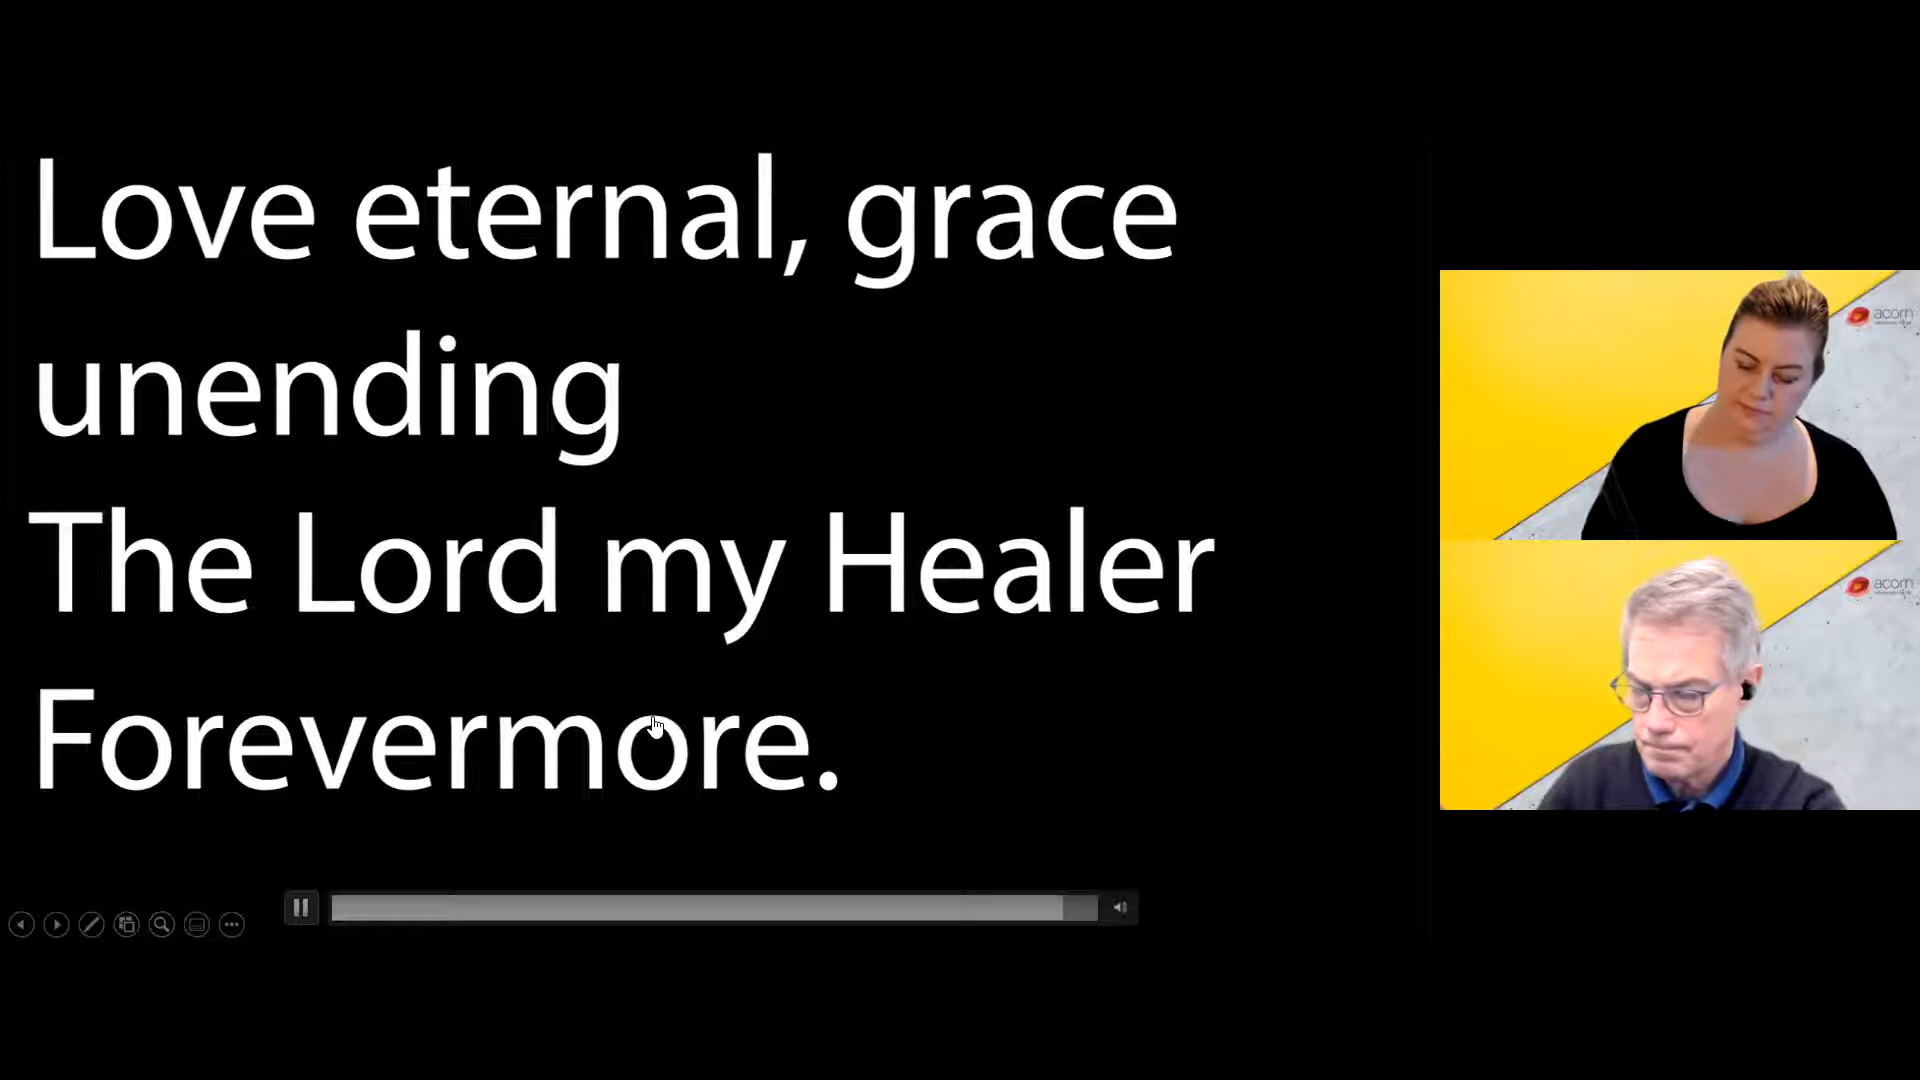 Love eternal, grace
unending
The Lord my Healer
Forevermore.
acorn
acorn